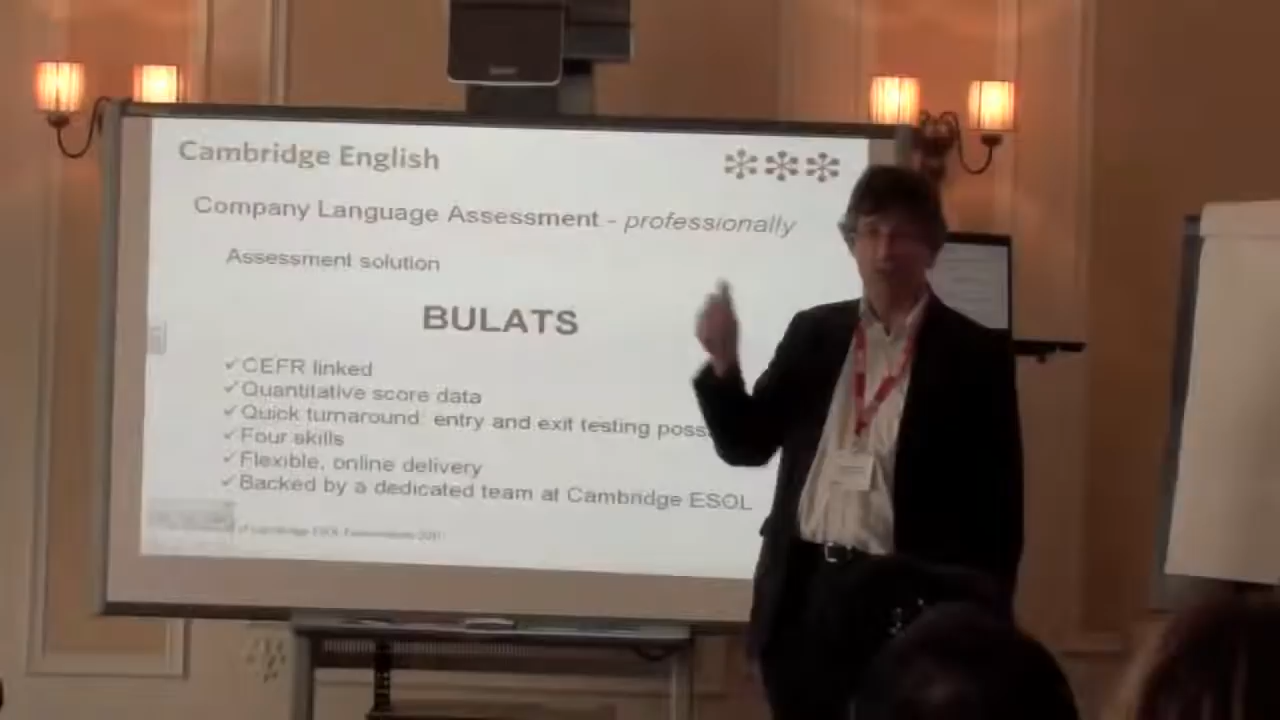 Cambridge English
Company Language Assessment - professionally
Assessment solution
BULATS
✓CEFR linked
✓Quantitative score data
✓Quick turnaround: entry and exit testing poss
✓Four skills
✓Flexible, online delivery
✓Backed by a dedicated team at Cambridge ESOL